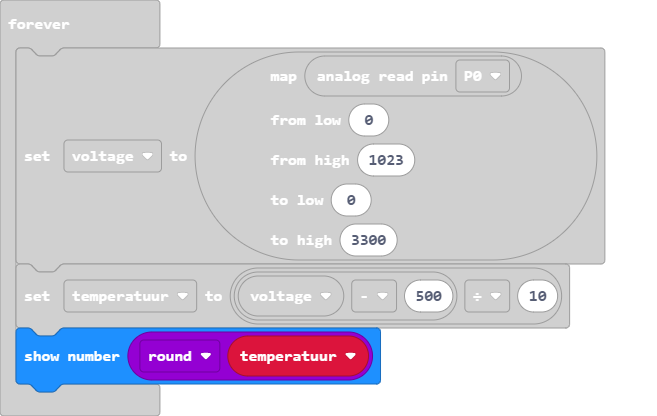 forever
map analog read pin P0
from low 0
from high 1023
set voltage to
to low 0
to high 3300
set temperatuur to voltage - 500 ÷ 10
show number round temperatuur